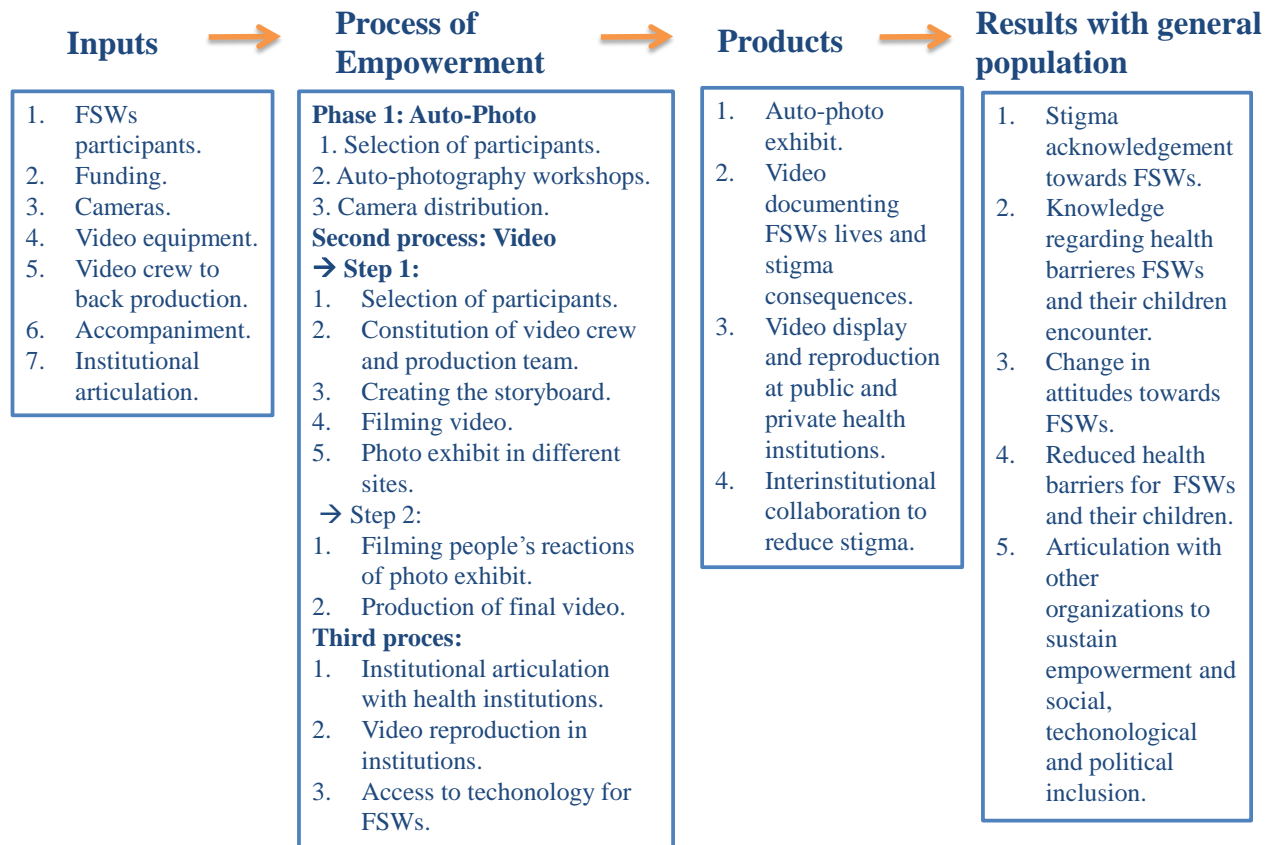 Inputs
Process of
Empowerment
Products
Results with general
population
1. FSWs
participants.
2. Funding.
3. Cameras.
4. Video equipment.
5. Video crew to
back production.
6. Accompaniment.
7. Institutional
articulation.
Phase 1: Auto-Photo
1. Selection of participants.
2. Auto-photography workshops.
3. Camera distribution.
Second process: Video
→ Step 1:
1. Selection of participants.
2. Constitution of video crew
and production team.
3. Creating the storyboard.
4. Filming video.
5. Photo exhibit in different
sites.
→ Step 2:
1. Filming people's reactions
of photo exhibit.
2. Production of final video.
Third proces:
1. Institutional articulation
with health institutions.
2. Video reproduction in
institutions.
3. Access to techonology for
FSWs.
1. Auto-photo
exhibit.
2. Video
documenting
FSWs lives and
stigma
consequences.
3. Video display
and reproduction
at public and
private health
institutions.
4. Interinstitutional
collaboration to
reduce stigma.
1. Stigma
acknowledgement
towards FSWs.
2. Knowledge
regarding health
barrieres FSWs
and their children
encounter.
3. Change in
attitudes towards
FSWs.
4. Reduced health
barriers for FSWs
and their children.
5. Articulation with
other
organizations to
sustain
empowerment and
social,
techonological
and political
inclusion.